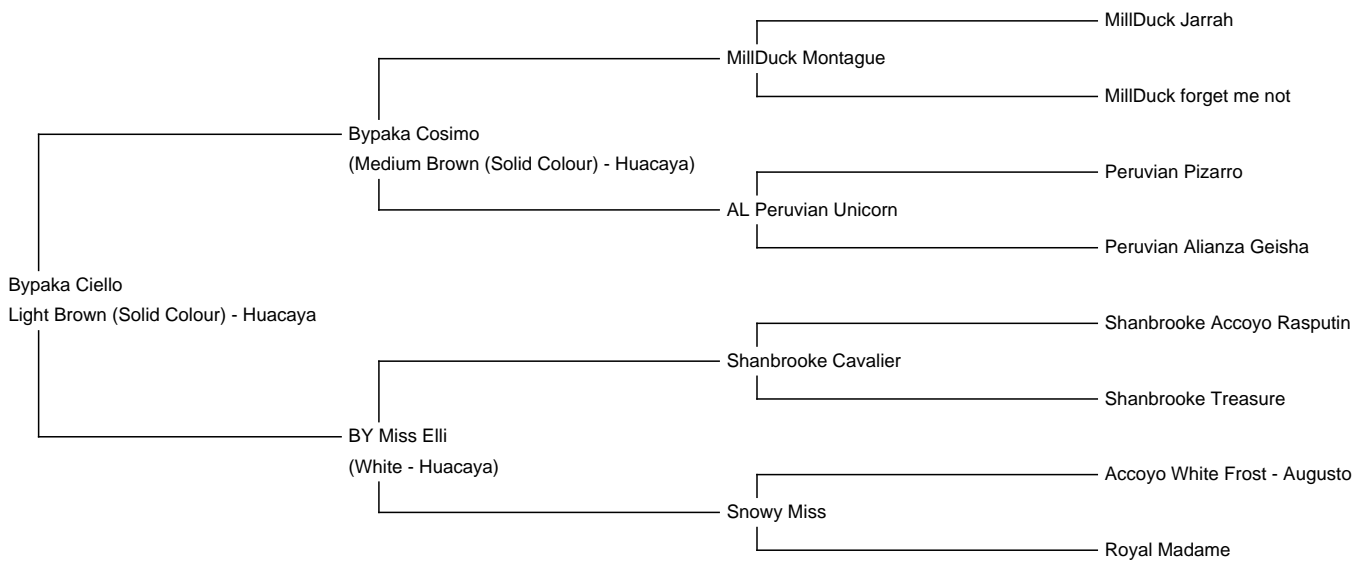 MillDuck Jarrah
MillDuck Montague
MillDuck forget me not
Bypaka Cosimo
(Medium Brown (Solid Colour) - Huacaya)
Peruvian Pizarro
AL Peruvian Unicorn
Peruvian Alianza Geisha
Bypaka Ciello
Light Brown (Solid Colour) - Huacaya
Shanbrooke Accoyo Rasputin
Shanbrooke Cavalier
Shanbrooke Treasure
BY Miss Elli
(White - Huacaya)
Accoyo White Frost - Augusto
Snowy Miss
Royal Madame